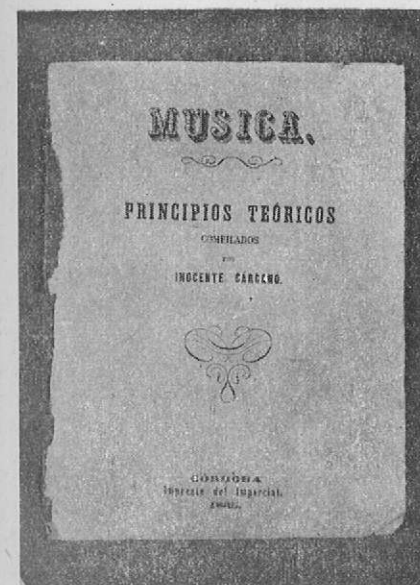 MUSICA.
PRINCIPIOS TEÓRICOS
COMPILADOS
POR
INOCENTE CÁRCANO.
CÓRDOBA
Imprenta del Imparcial.